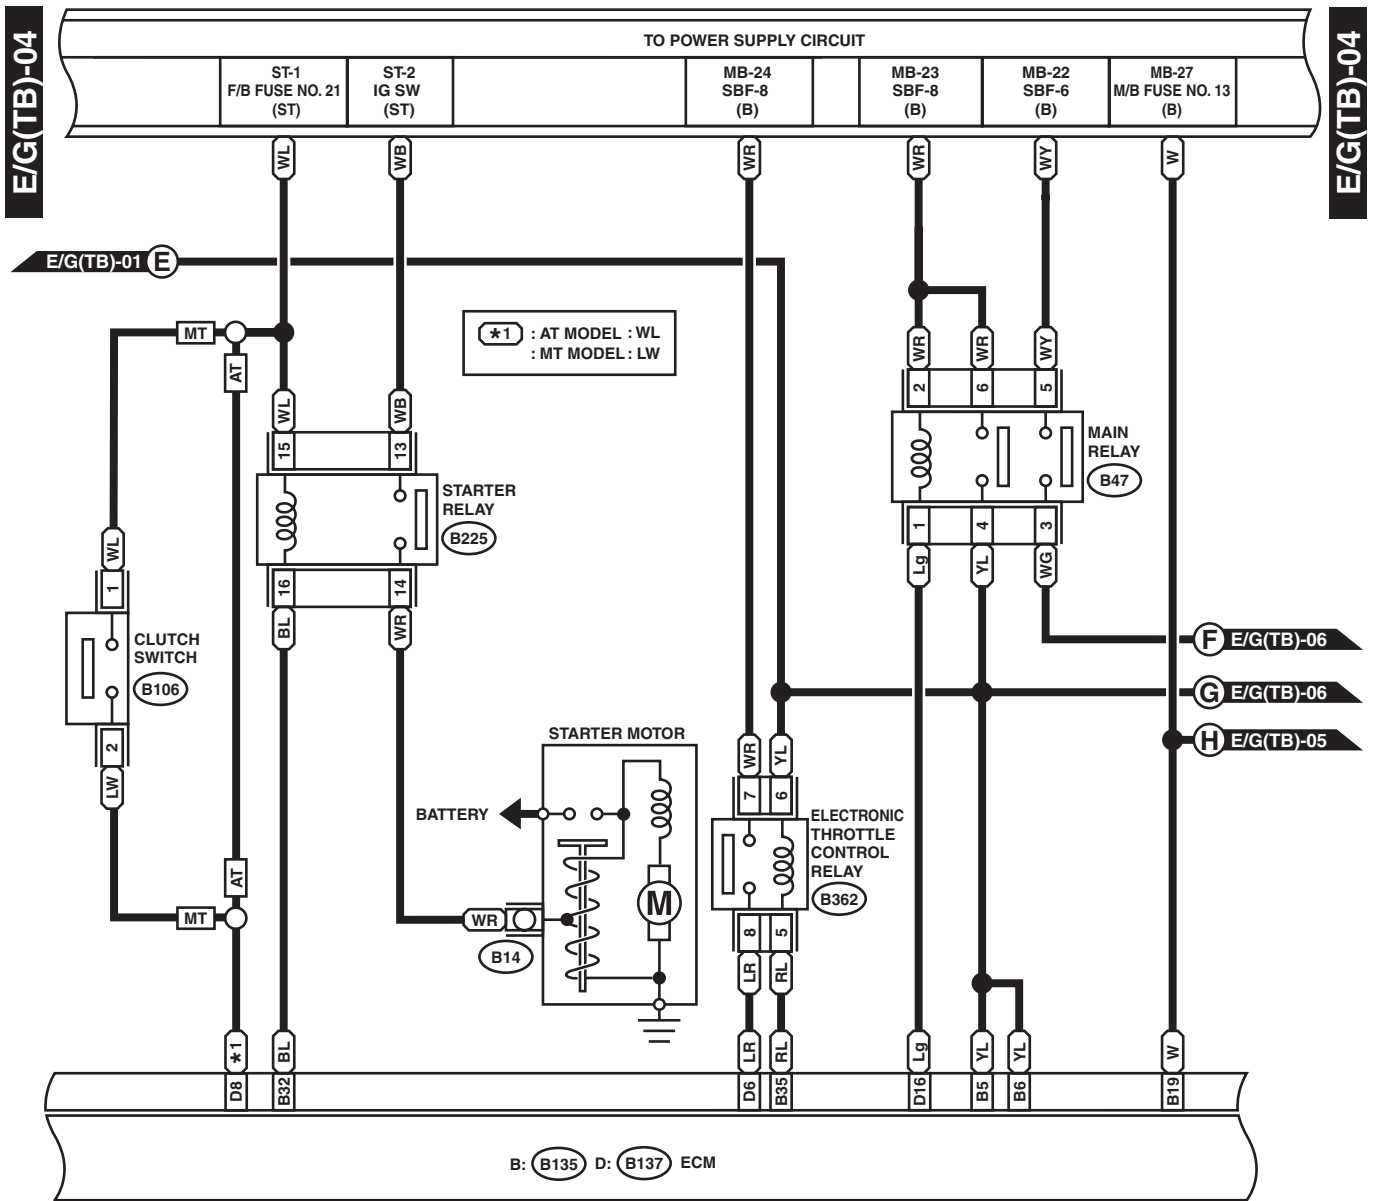 E/G(TB)-04
E/G(TB)-04
TO POWER SUPPLY CIRCUIT
ST-1
F/B FUSE NO. 21
(ST)
ST-2
IG SW
(ST)
MB-24
SBF-8
(B)
MB-23
SBF-8
(B)
MB-22
SBF-6
(B)
MB-27
M/B FUSE NO. 13
(B)
WL
WB
WR
WR
WY
W
E/G(TB)-01 E
*1 : AT MODEL : WL
: MT MODEL : LW
MT
AT
WL
WB
15
13
STARTER
RELAY
B225
16
14
BL
WR
WR
WR
WY
2
6
5
MAIN
RELAY
B47
1
4
3
Lg
YL
WG
WL
1
CLUTCH
SWITCH
B106
2
LW
F E/G(TB)-06
G E/G(TB)-06
H E/G(TB)-05
STARTER MOTOR
BATTERY
M
WR
B14
WR
YL
7
6
ELECTRONIC
THROTTLE
CONTROL
RELAY
B362
8
5
LR
RL
AT
MT
*1
BL
LR
RL
Lg
YL
YL
W
D8
B32
D6
B35
D16
B5
B6
B19
B: B135 D: B137 ECM